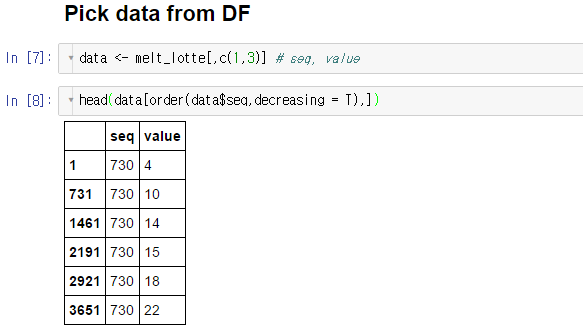 Pick data from DF
In [7]: data <- melt_lotte[,c(1,3)] # seq, value
In [8]: head(data[order(data$seq,decreasing = T),])
seq value
1 730 4
731 730 10
1461 730 14
2191 730 15
2921 730 18
3651 730 22